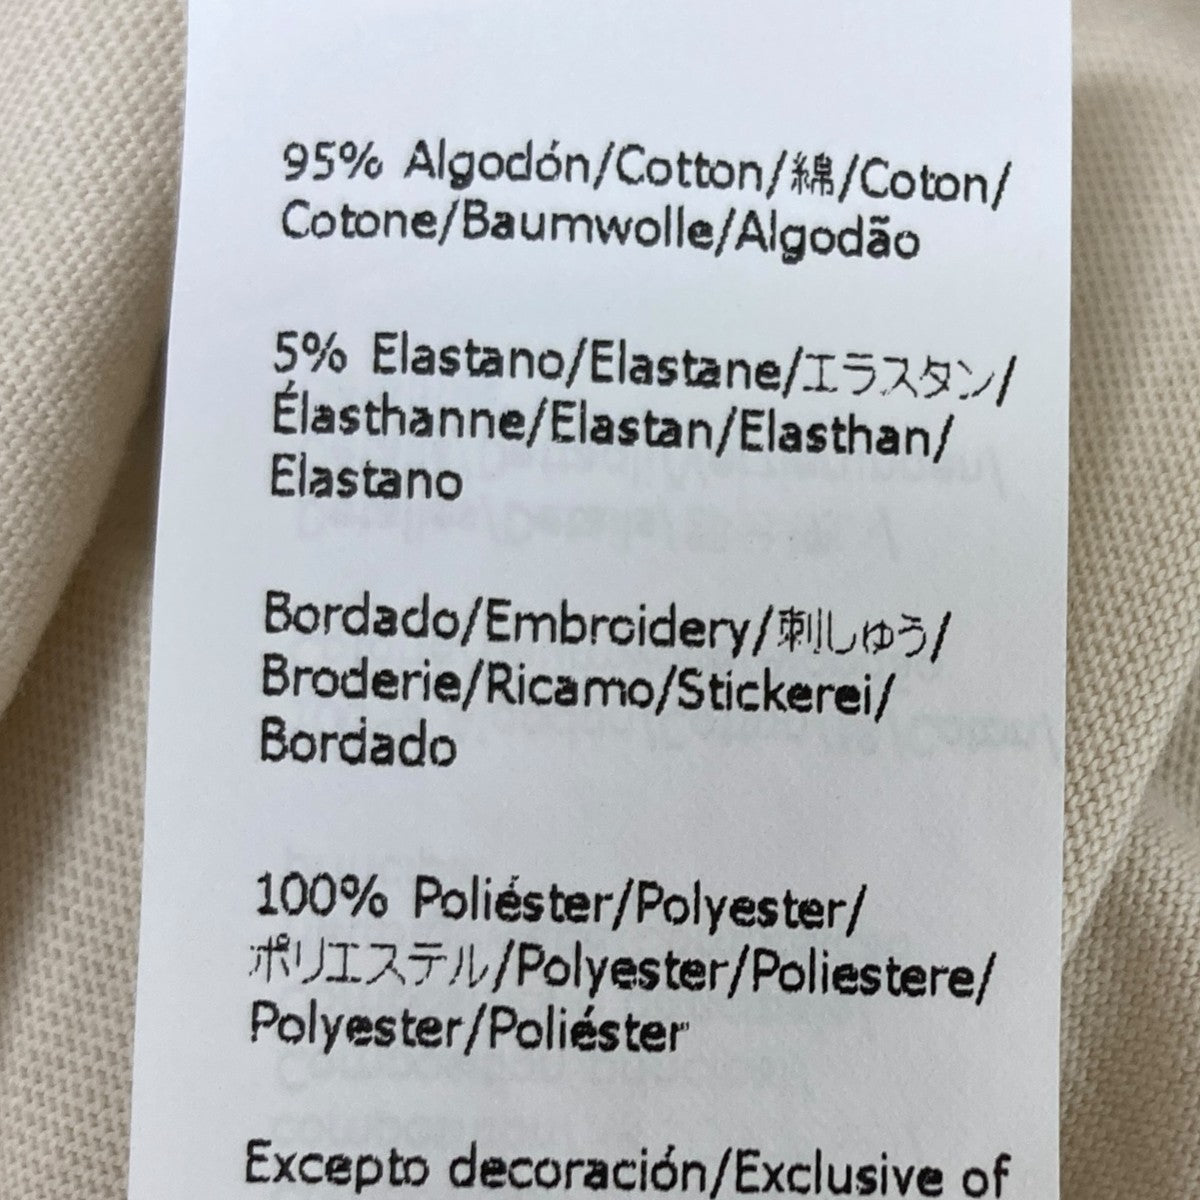 95% Algodón/Cotton/綿/Coton/
Cotone/Baumwolle/Algodão
5% Elastano/Elastane/エラスタン/
Élasthanne/Elastan/Elasthan/
Elastano
Bordado/Embroidery/刺しゅう/
Broderie/Ricamo/Stickerei/
Bordado
100% Poliéster/Polyester/
ポリエステル/Polyester/Poliestere/
Polyester/Poliéster
Excepto decoración/Exclusive of